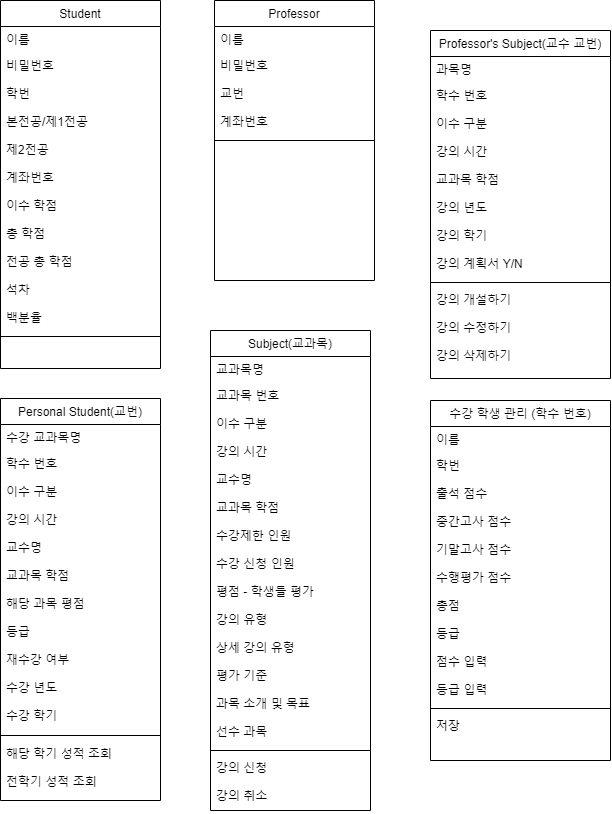 Student
이름
비밀번호
학번
본전공/제1전공
제2전공
계좌번호
이수 학점
총 학점
전공 총 학점
석차
백분율
Professor
이름
비밀번호
교번
계좌번호
Professor's Subject(교수 교번)
과목명
학수 번호
이수 구분
강의 시간
교과목 학점
강의 년도
강의 학기
강의 계획서 Y/N
강의 개설하기
강의 수정하기
강의 삭제하기
Personal Student(교번)
수강 교과목명
학수 번호
이수 구분
강의 시간
교수명
교과목 학점
해당 과목 평점
등급
재수강 여부
수강 년도
수강 학기
해당 학기 성적 조회
전학기 성적 조회
Subject(교과목)
교과목명
교과목 번호
이수 구분
강의 시간
교수명
교과목 학점
수강제한 인원
수강 신청 인원
평점 - 학생들 평가
강의 유형
상세 강의 유형
평가 기준
과목 소개 및 목표
선수 과목
강의 신청
강의 취소
수강 학생 관리 (학수 번호)
이름
학번
출석 점수
중간고사 점수
기말고사 점수
수행평가 점수
총점
등급
점수 입력
등급 입력
저장